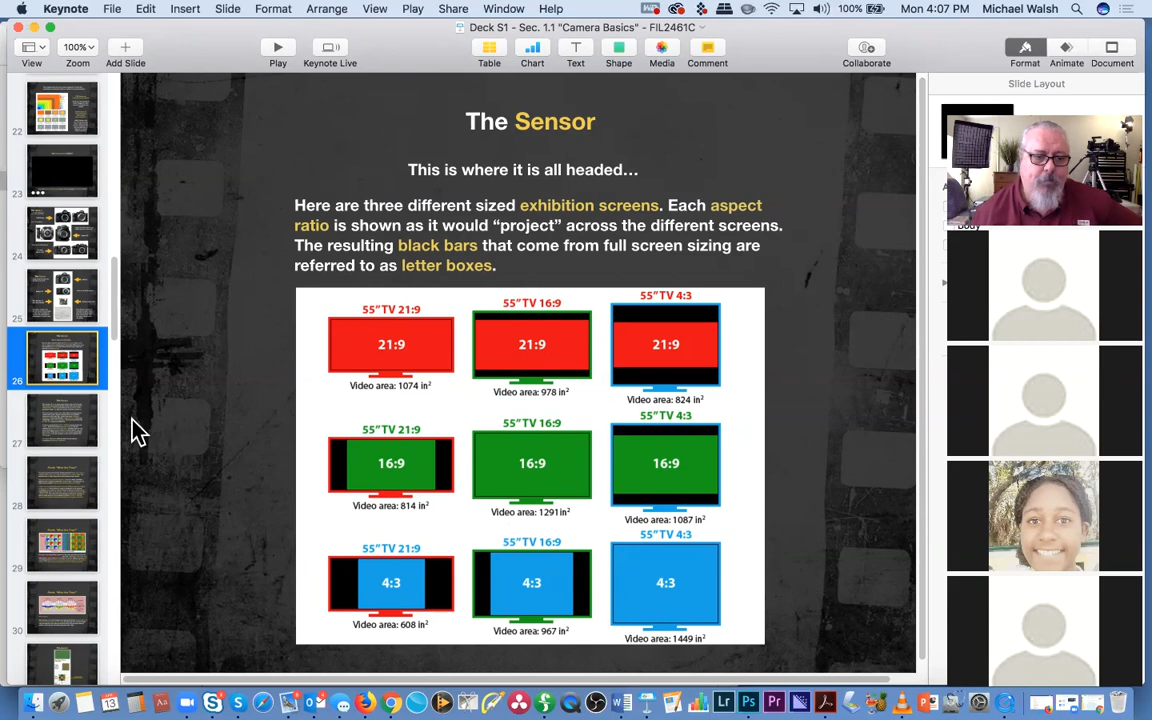 Keynote File Edit Insert Slide Format Arrange View Play Share Window Help 100% Mon 4:07 PM Michael Walsh
Deck S1 - Sec. 1.1 "Camera Basics" - FIL2461C
100%
View Zoom Add Slide Play Keynote Live Table Chart Text Shape Media Comment Collaborate Format Animate Document
Slide Layout
Body
22
23
24
25
26
27
28
29
30
The Sensor
This is where it is all headed…
Here are three different sized exhibition screens. Each aspect
ratio is shown as it would “project” across the different screens.
The resulting black bars that come from full screen sizing are
referred to as letter boxes.
55” TV 21:9 55” TV 16:9 55” TV 4:3
21:9 21:9 21:9
Video area: 1074 in² Video area: 978 in² Video area: 824 in²
55” TV 21:9 55” TV 16:9 55” TV 4:3
16:9 16:9 16:9
Video area: 814 in² Video area: 1291in² Video area: 1087 in²
55” TV 21:9 55” TV 16:9 55” TV 4:3
4:3 4:3 4:3
Video area: 608 in² Video area: 967 in² Video area: 1449 in²
13
Lr Ps Pr